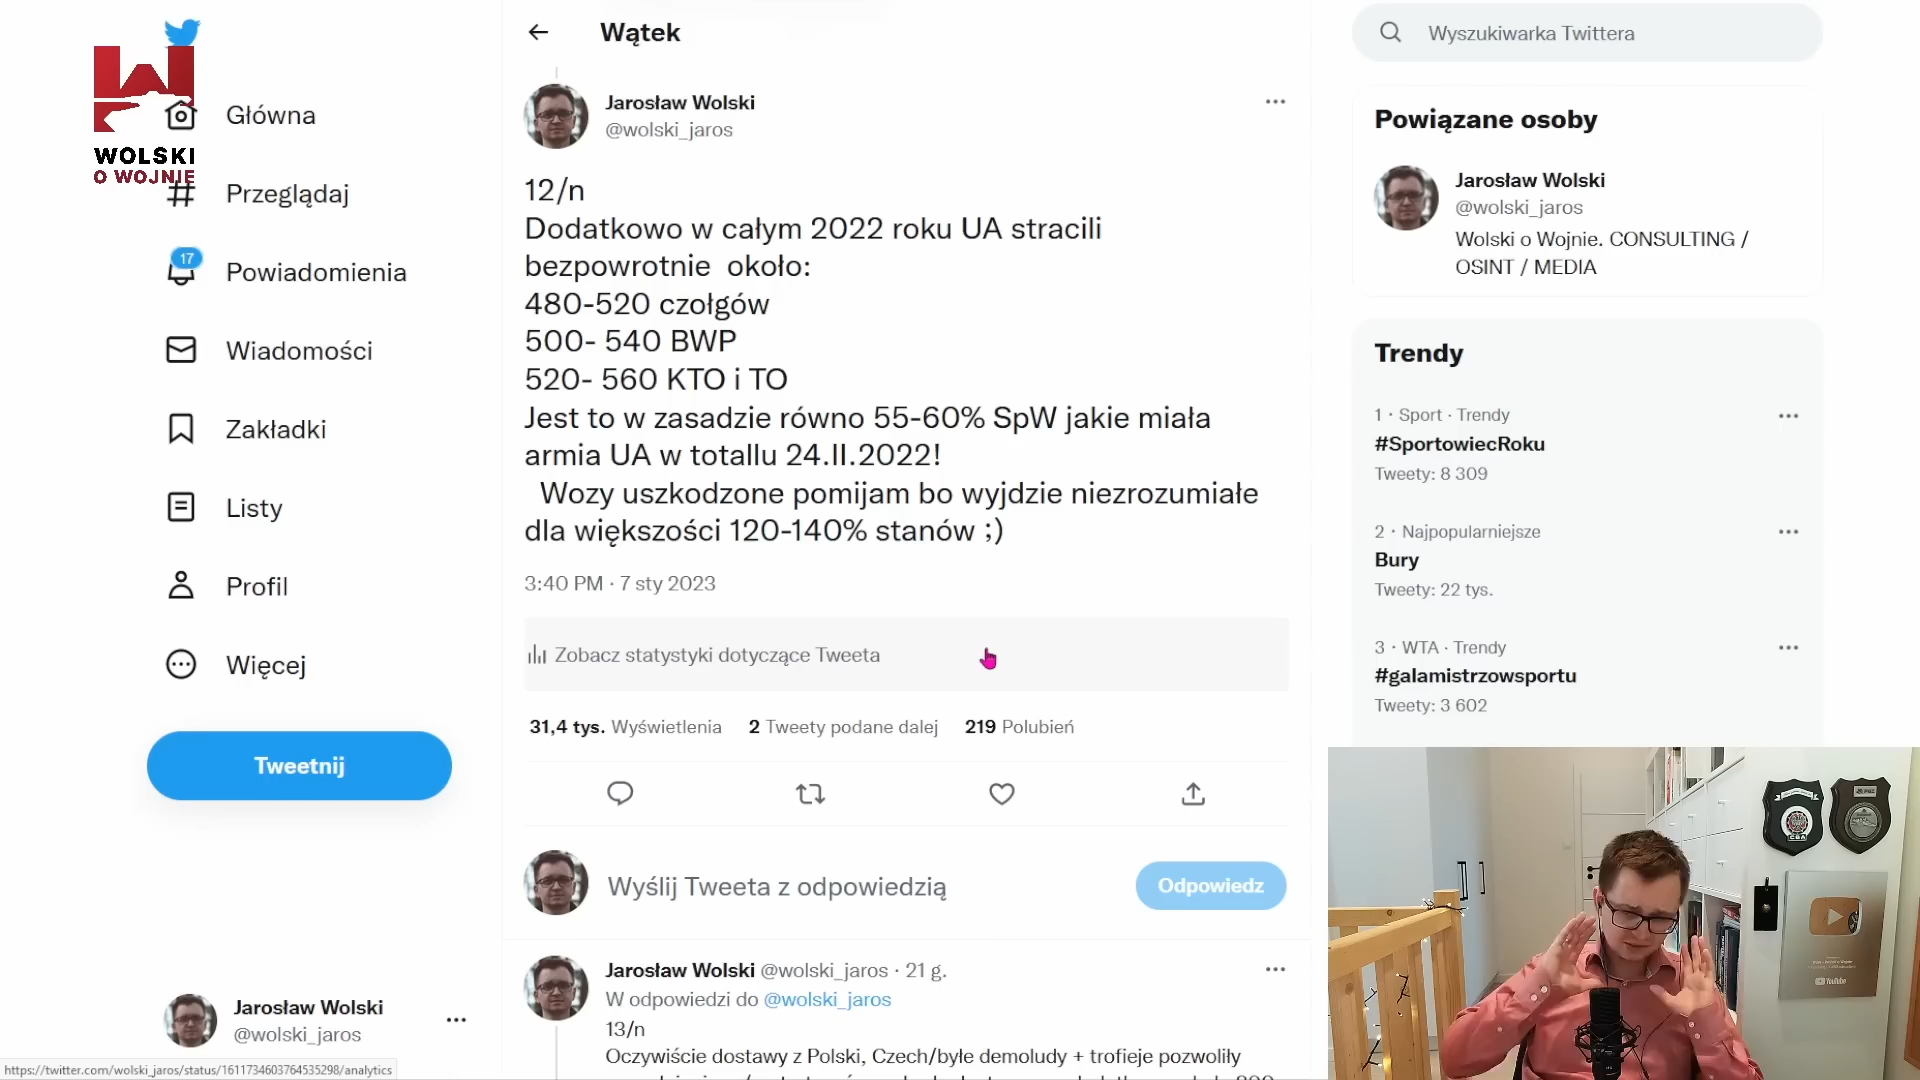 WOLSKI
O WOJNIE
Główna
Przeglądaj
17
Powiadomienia
Wiadomości
Zakładki
Listy
Profil
Więcej
Tweetnij
Jarosław Wolski
@wolski_jaros
Wątek
Jarosław Wolski
@wolski_jaros
12/n
Dodatkowo w całym 2022 roku UA stracili
bezpowrotnie około:
480-520 czołgów
500- 540 BWP
520- 560 KTO i TO
Jest to w zasadzie równo 55-60% SpW jakie miała
armia UA w totallu 24.II.2022!
Wozy uszkodzone pomijam bo wyjdzie niezrozumiałe
dla większości 120-140% stanów ;)
3:40 PM · 7 sty 2023
Zobacz statystyki dotyczące Tweeta
31,4 tys. Wyświetlenia 2 Tweety podane dalej 219 Polubień
Wyślij Tweeta z odpowiedzią
Odpowiedz
Jarosław Wolski @wolski_jaros · 21 g.
W odpowiedzi do @wolski_jaros
13/n
Oczywiście dostawy z Polski, Czech/byłe demoludy + trofieje pozwoliły
Wyszukiwarka Twittera
Powiązane osoby
Jarosław Wolski
@wolski_jaros
Wolski o Wojnie. CONSULTING /
OSINT / MEDIA
Trendy
1 · Sport · Trendy
#SportowiecRoku
Tweety: 8 309
2 · Najpopularniejsze
Bury
Tweety: 22 tys.
3 · WTA · Trendy
#galamistrzowsportu
Tweety: 3 602
YouTube
https://twitter.com/wolski_jaros/status/1611734603764535298/analytics